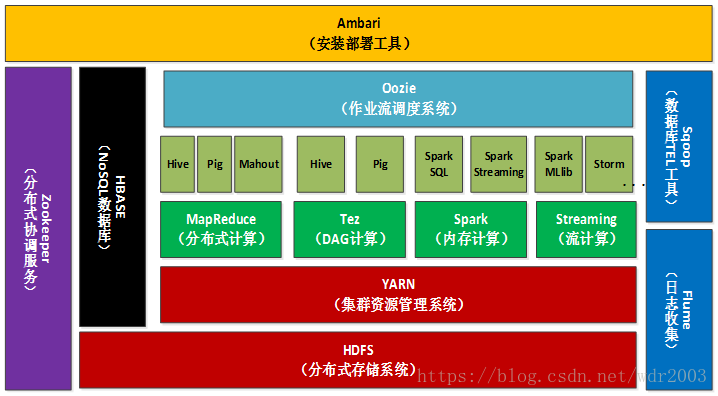 Ambari
（安装部署工具）
Zookeeper
（分布式协调服务）
HBASE
（NoSQL数据库）
Oozie
（作业流调度系统）
Hive
Pig
Mahout
Hive
Pig
Spark
SQL
Spark
Streaming
Spark
MLlib
Storm
...
MapReduce
（分布式计算）
Tez
（DAG计算）
Spark
（内存计算）
Streaming
（流计算）
YARN
（集群资源管理系统）
HDFS
（分布式存储系统）
Sqoop
（数据库TEL工具）
Flume
（日志收集）
https://blog.csdn.net/wdr2003